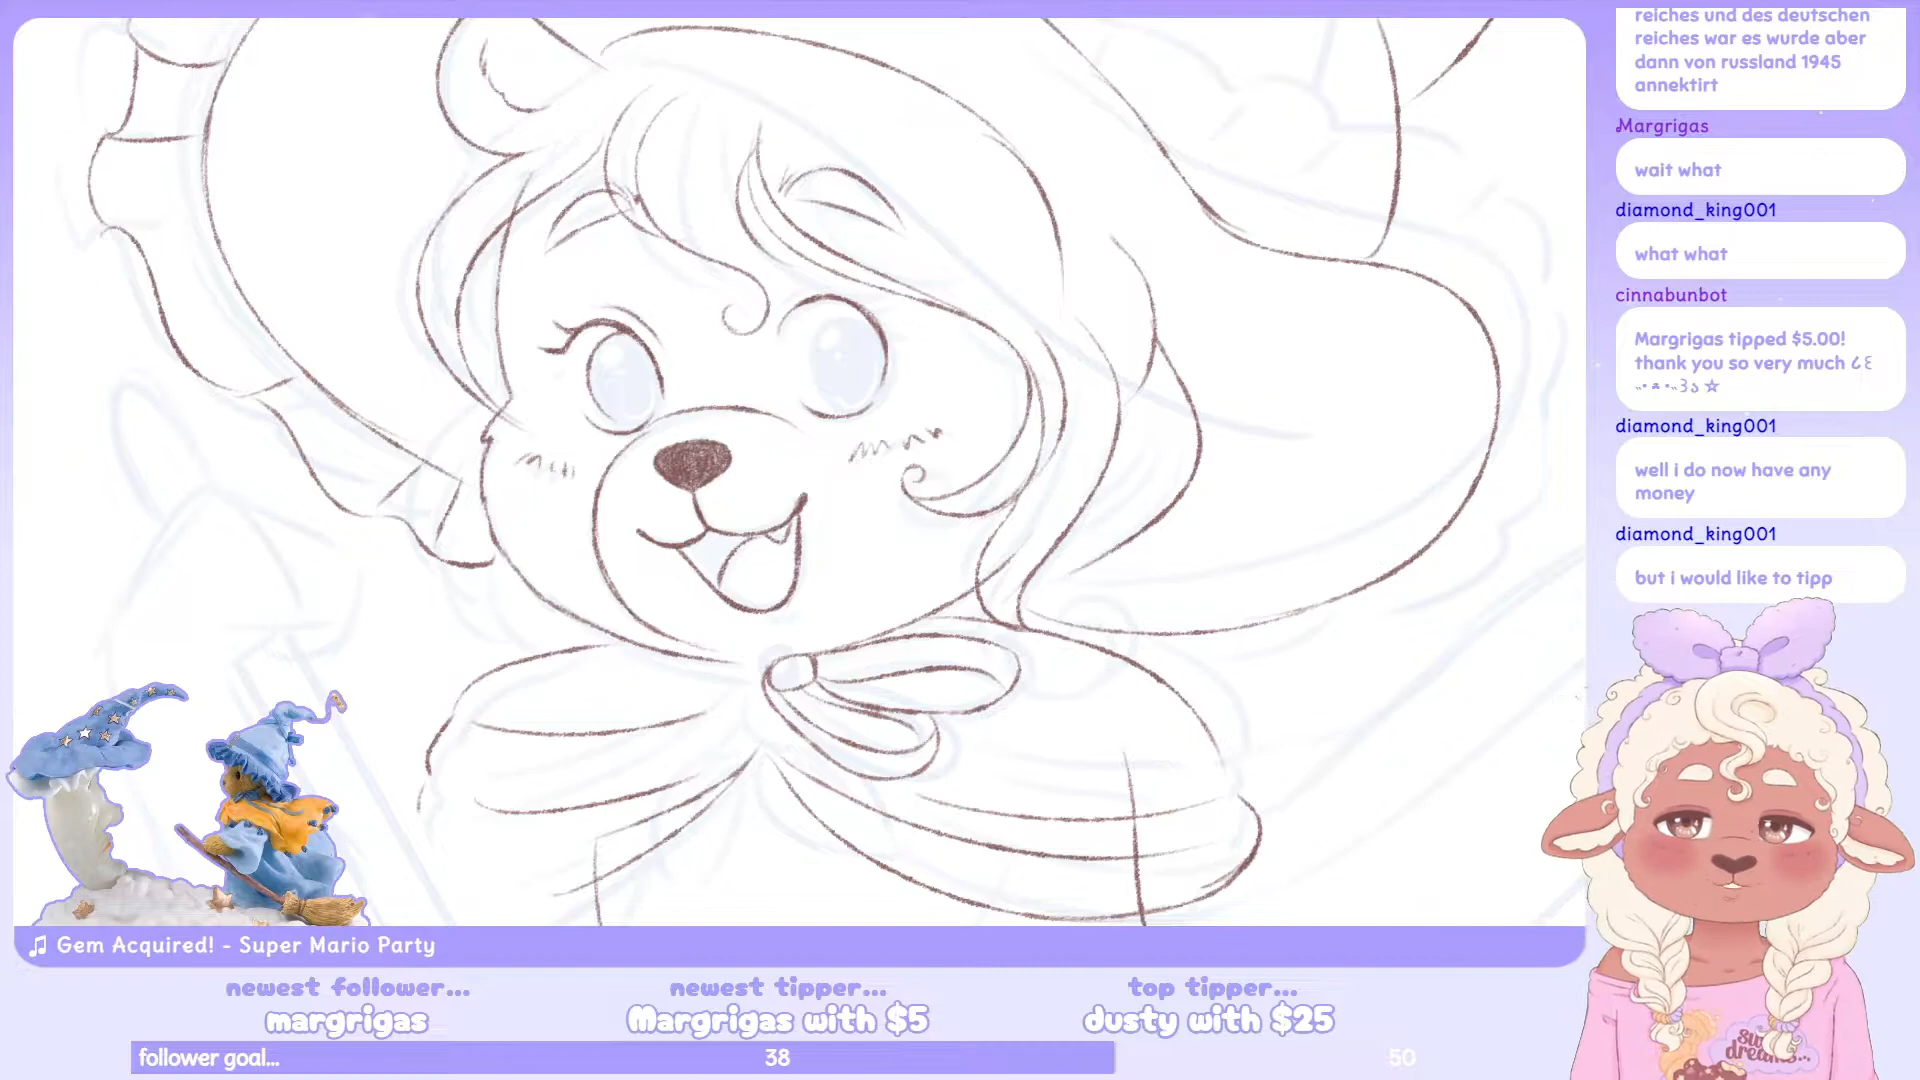 reiches und des deutschen
reiches war es wurde aber
dann von russland 1945
annektirt
Margrigas
wait what
diamond_king001
what what
cinnabunbot
Margrigas tipped $5.00!
thank you so very much
diamond_king001
well i do now have any
money
diamond_king001
but i would like to tipp
♫ Gem Acquired! - Super Mario Party
newest follower...
margrigas
newest tipper...
Margrigas with $5
top tipper...
dusty with $25
follower goal...
38
50
dreams...